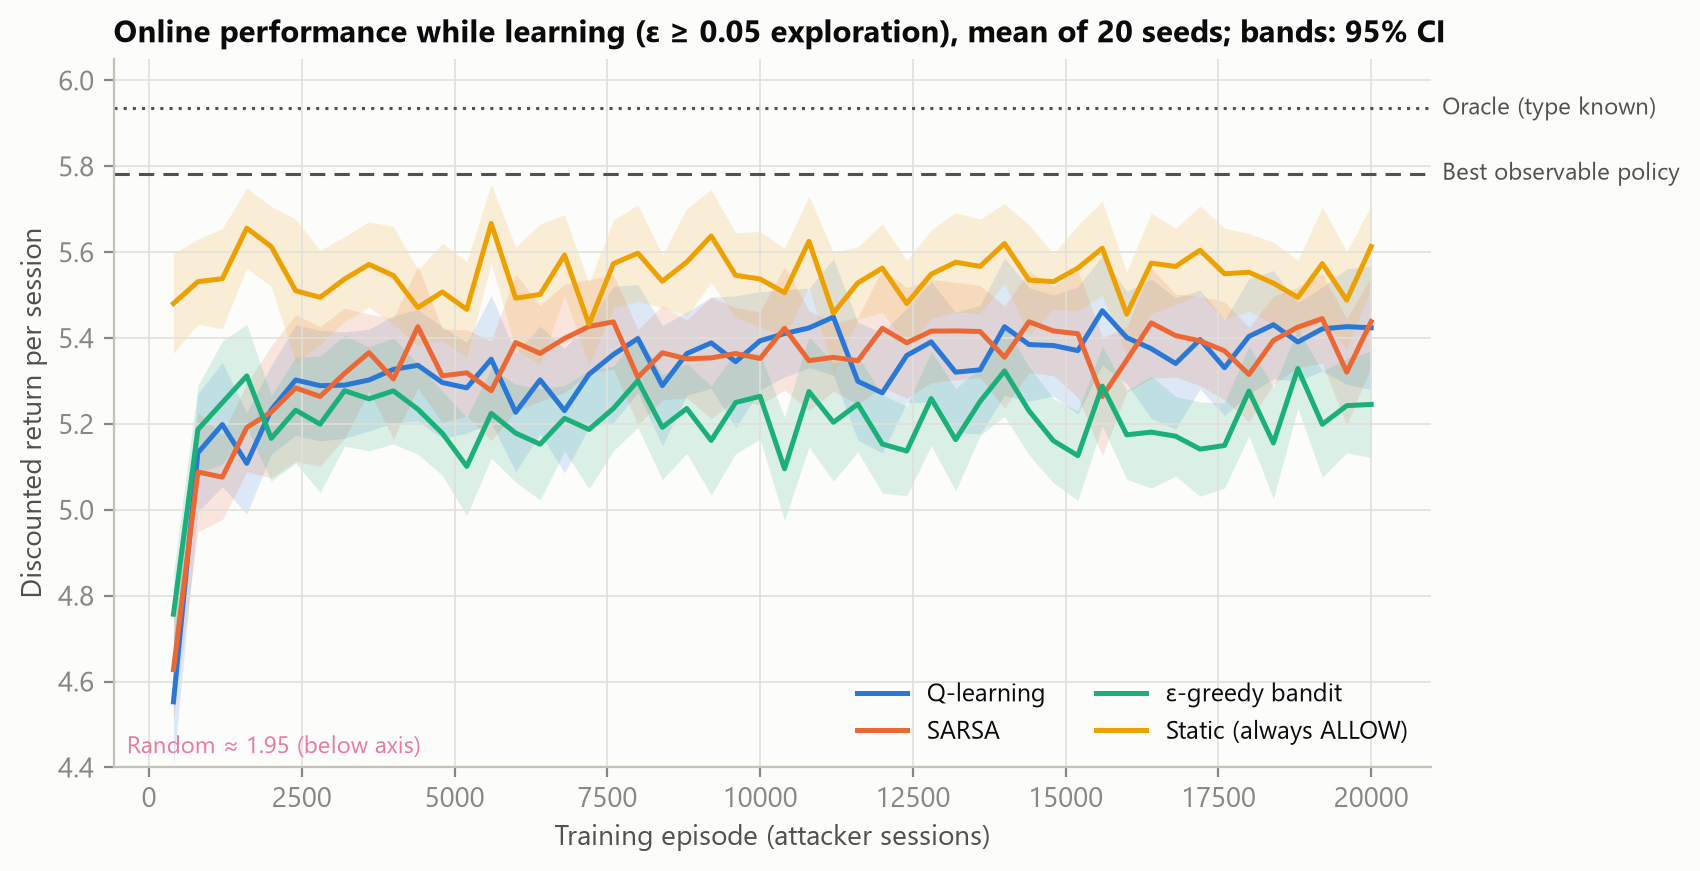 Online performance while learning (ε ≥ 0.05 exploration), mean of 20 seeds; bands: 95% CI
Discounted return per session
6.0
5.8
5.6
5.4
5.2
5.0
4.8
4.6
4.4
Oracle (type known)
Best observable policy
Q-learning
SARSA
ε-greedy bandit
Static (always ALLOW)
Random ≈ 1.95 (below axis)
0 2500 5000 7500 10000 12500 15000 17500 20000
Training episode (attacker sessions)